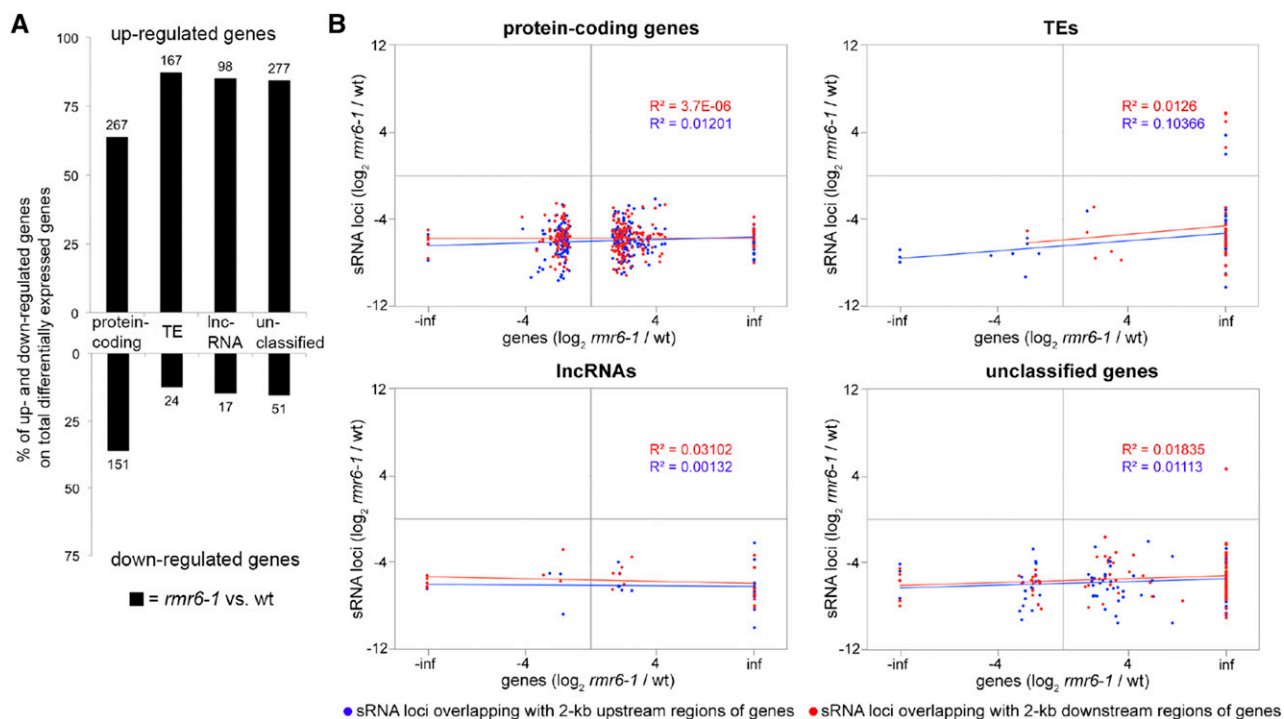 A
up-regulated genes
100
75
50
25
0
267
167
98
277
protein-coding
TE
lnc-RNA
un-classified
% of up- and down-regulated genes
on total differentially expressed genes
0
25
50
75
151
24
17
51
down-regulated genes
= rmr6-1 vs. wt
B
protein-coding genes
12
4
-4
-12
sRNA loci (log2 rmr6-1 / wt)
R² = 3.7E-06
R² = 0.01201
-inf
-4
4
inf
genes (log2 rmr6-1 / wt)
TEs
12
4
-4
-12
sRNA loci (log2 rmr6-1 / wt)
R² = 0.0126
R² = 0.10366
-inf
-4
4
inf
genes (log2 rmr6-1 / wt)
lncRNAs
12
4
-4
-12
sRNA loci (log2 rmr6-1 / wt)
R² = 0.03102
R² = 0.00132
-inf
-4
4
inf
genes (log2 rmr6-1 / wt)
unclassified genes
12
4
-4
-12
sRNA loci (log2 rmr6-1 / wt)
R² = 0.01835
R² = 0.01113
-inf
-4
4
inf
genes (log2 rmr6-1 / wt)
sRNA loci overlapping with 2-kb upstream regions of genes
sRNA loci overlapping with 2-kb downstream regions of genes